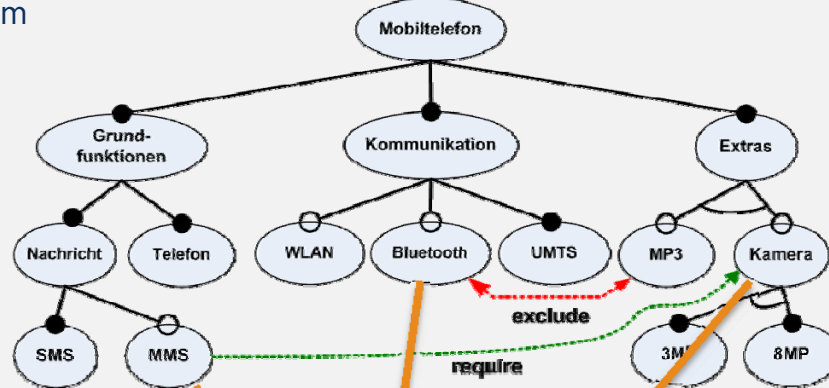 m
Mobiltelefon
Grund-
funktionen
Kommunikation
Extras
Nachricht
Telefon
WLAN
Bluetooth
UMTS
MP3
Kamera
exclude
SMS
MMS
require
8MP